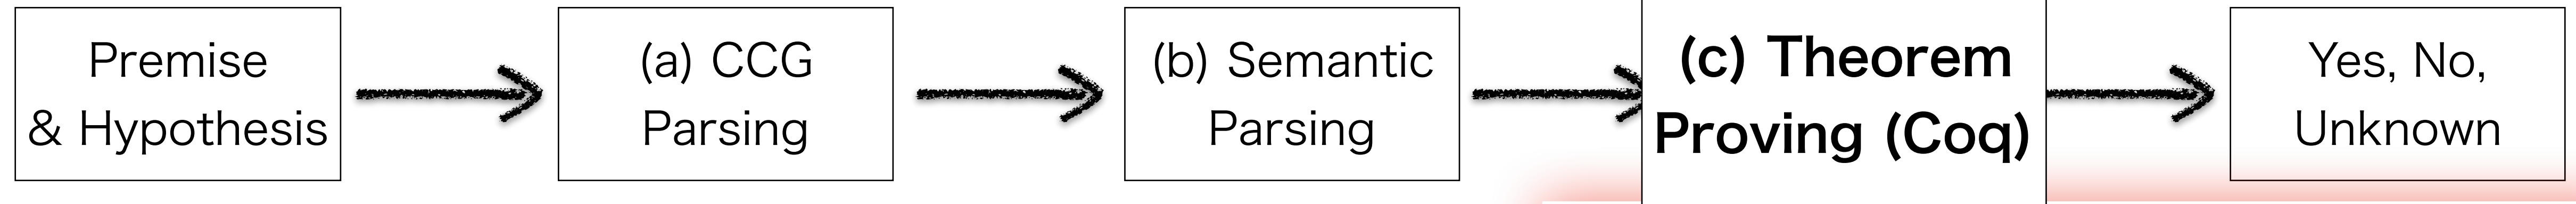 Premise
& Hypothesis
(a) CCG
Parsing
(b) Semantic
Parsing
(c) Theorem
Proving (Coq)
Yes, No,
Unknown